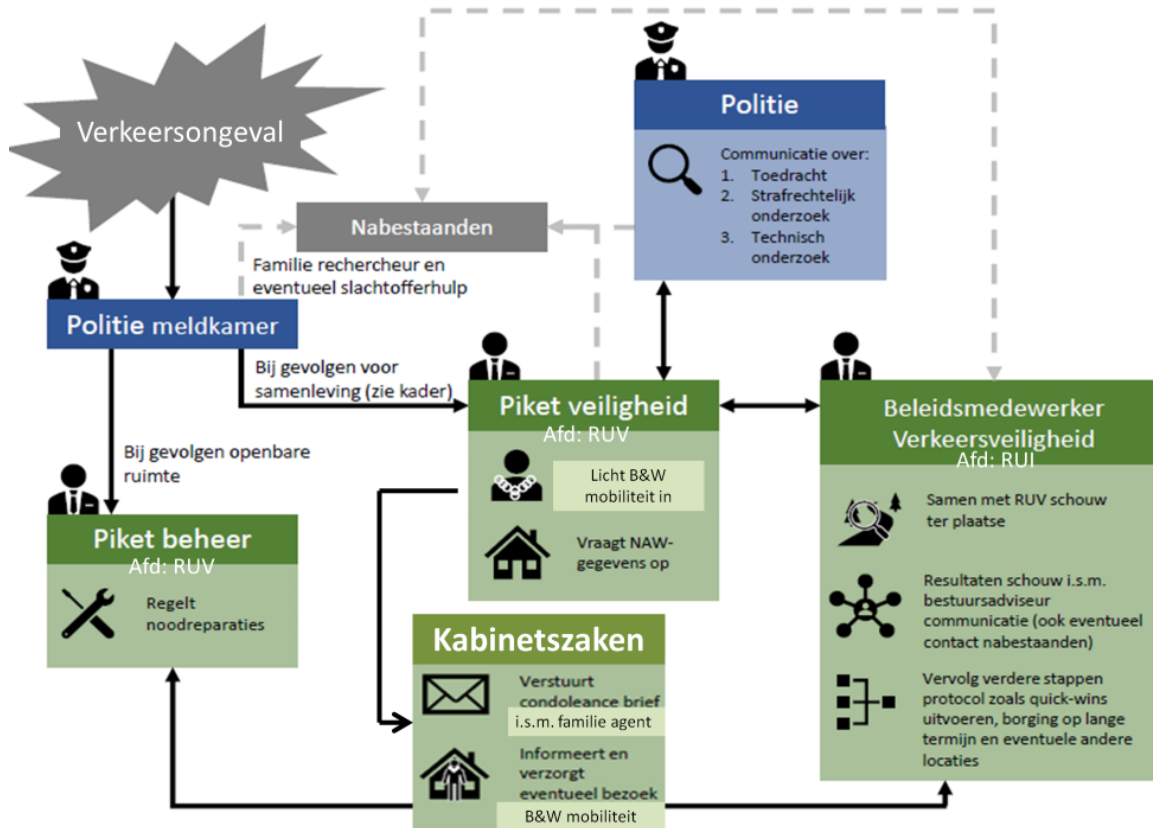 Verkeersongeval
Politie
Communicatie over:
1. Toedracht
2. Strafrechtelijk
onderzoek
3. Technisch
onderzoek
Nabestaanden
Familie rechercheur en
eventueel slachtofferhulp
Politie meldkamer
Bij gevolgen voor
samenleving (zie kader)
Bij gevolgen openbare
ruimte
Piket veiligheid
Afd: RUV
Licht B&W
mobiliteit in
Vraagt NAW-
gegevens op
Beleidsmedewerker
Verkeersveiligheid
Afd: RUI
Samen met RUV schouw
ter plaatse
Resultaten schouw i.s.m.
bestuursadviseur
communicatie (ook eventueel
contact nabestaanden)
Vervolg verdere stappen
protocol zoals quick-wins
uitvoeren, borging op lange
termijn en eventuele andere
locaties
Piket beheer
Afd: RUV
Regelt
noodreparaties
Kabinetszaken
Verstuurt
condoleance brief
i.s.m. familie agent
Informeert en
verzorgt
eventueel bezoek
B&W mobiliteit